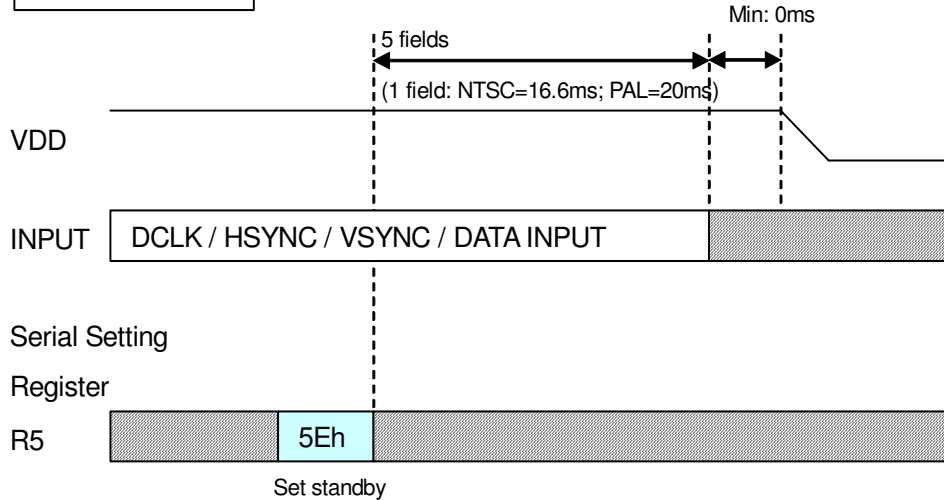 Min: 0ms
5 fields
(1 field: NTSC=16.6ms; PAL=20ms)
VDD
INPUT
DCLK / HSYNC / VSYNC / DATA INPUT
Serial Setting
Register
R5
5Eh
Set standby